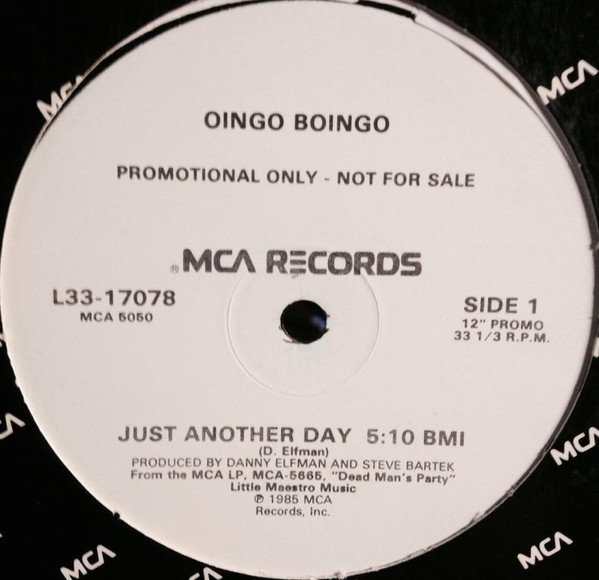 OINGO BOINGO
PROMOTIONAL ONLY - NOT FOR SALE
® MCA RECORDS
L33-17078
MCA 5050
SIDE 1
12" PROMO
33 1/3 R.P.M.
JUST ANOTHER DAY 5:10 BMI
(D. Elfman)
PRODUCED BY DANNY ELFMAN AND STEVE BARTEK
From the MCA LP, MCA-5665, "Dead Man's Party"
Little Maestro Music
℗ 1985 MCA
Records, Inc.
MCA
MCA
MCA
MCA